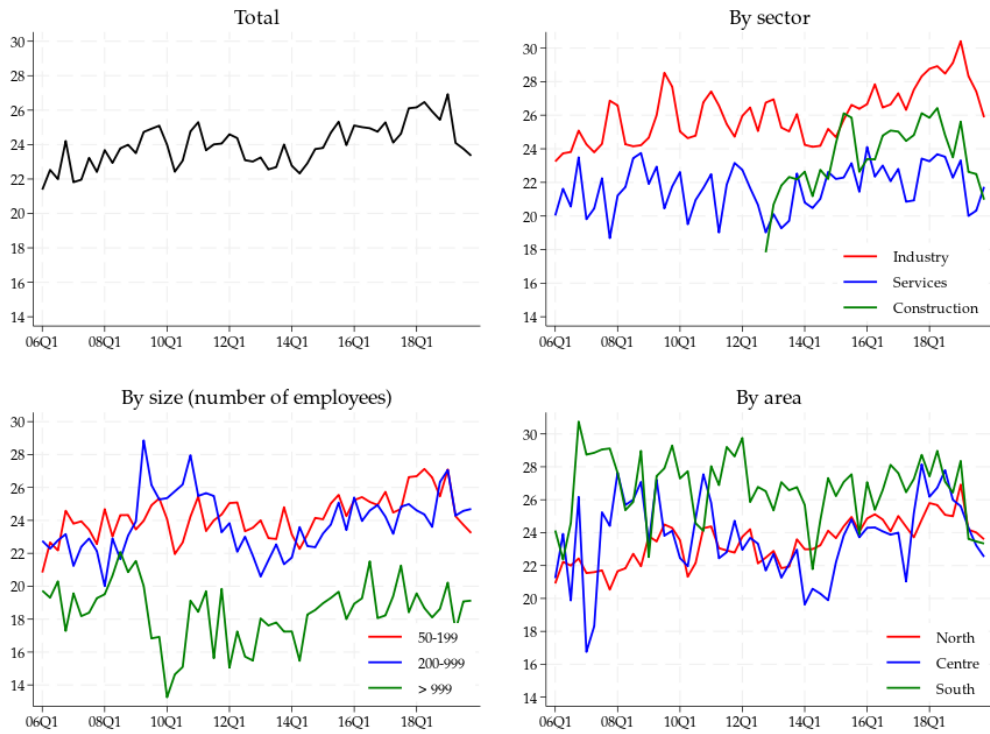 Total
30
28
26
24
22
20
18
16
14
06Q1 08Q1 10Q1 12Q1 14Q1 16Q1 18Q1
By sector
30
28
26
24
22
20
18
16
14
Industry
Services
Construction
06Q1 08Q1 10Q1 12Q1 14Q1 16Q1 18Q1
By size (number of employees)
30
28
26
24
22
20
18
16
14
50-199
200-999
> 999
06Q1 08Q1 10Q1 12Q1 14Q1 16Q1 18Q1
By area
30
28
26
24
22
20
18
16
14
North
Centre
South
06Q1 08Q1 10Q1 12Q1 14Q1 16Q1 18Q1